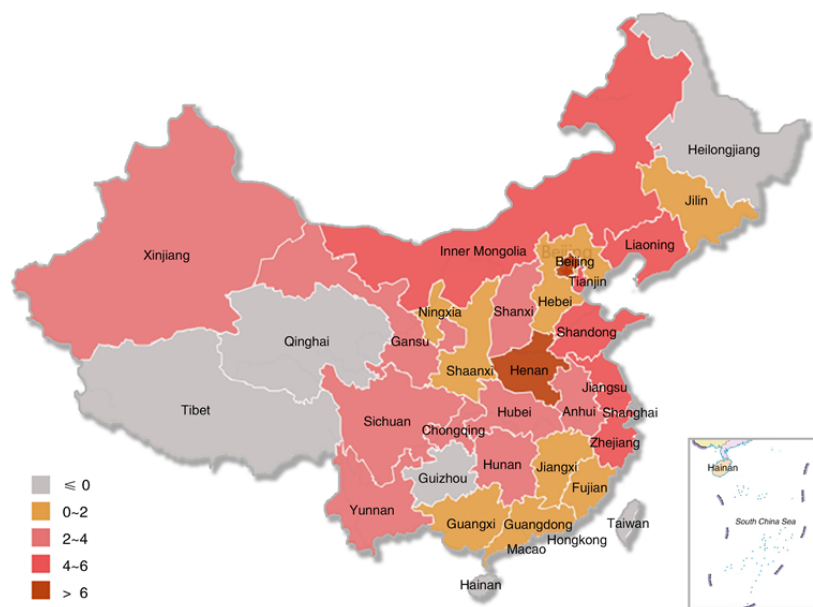 Heilongjiang
Jilin
Xinjiang
Inner Mongolia
Liaoning
Beijing
Beijing
Tianjin
Hebei
Ningxia
Shanxi
Shandong
Qinghai
Gansu
Shaanxi
Henan
Tibet
Jiangsu
Sichuan
Hubei
Anhui
Shanghai
Chongqing
Zhejiang
Hunan
Jiangxi
Guizhou
Fujian
Yunnan
Guangxi
Guangdong
Taiwan
Hongkong
Macao
Hainan
≤ 0
0~2
2~4
4~6
> 6
Hainan
South China Sea